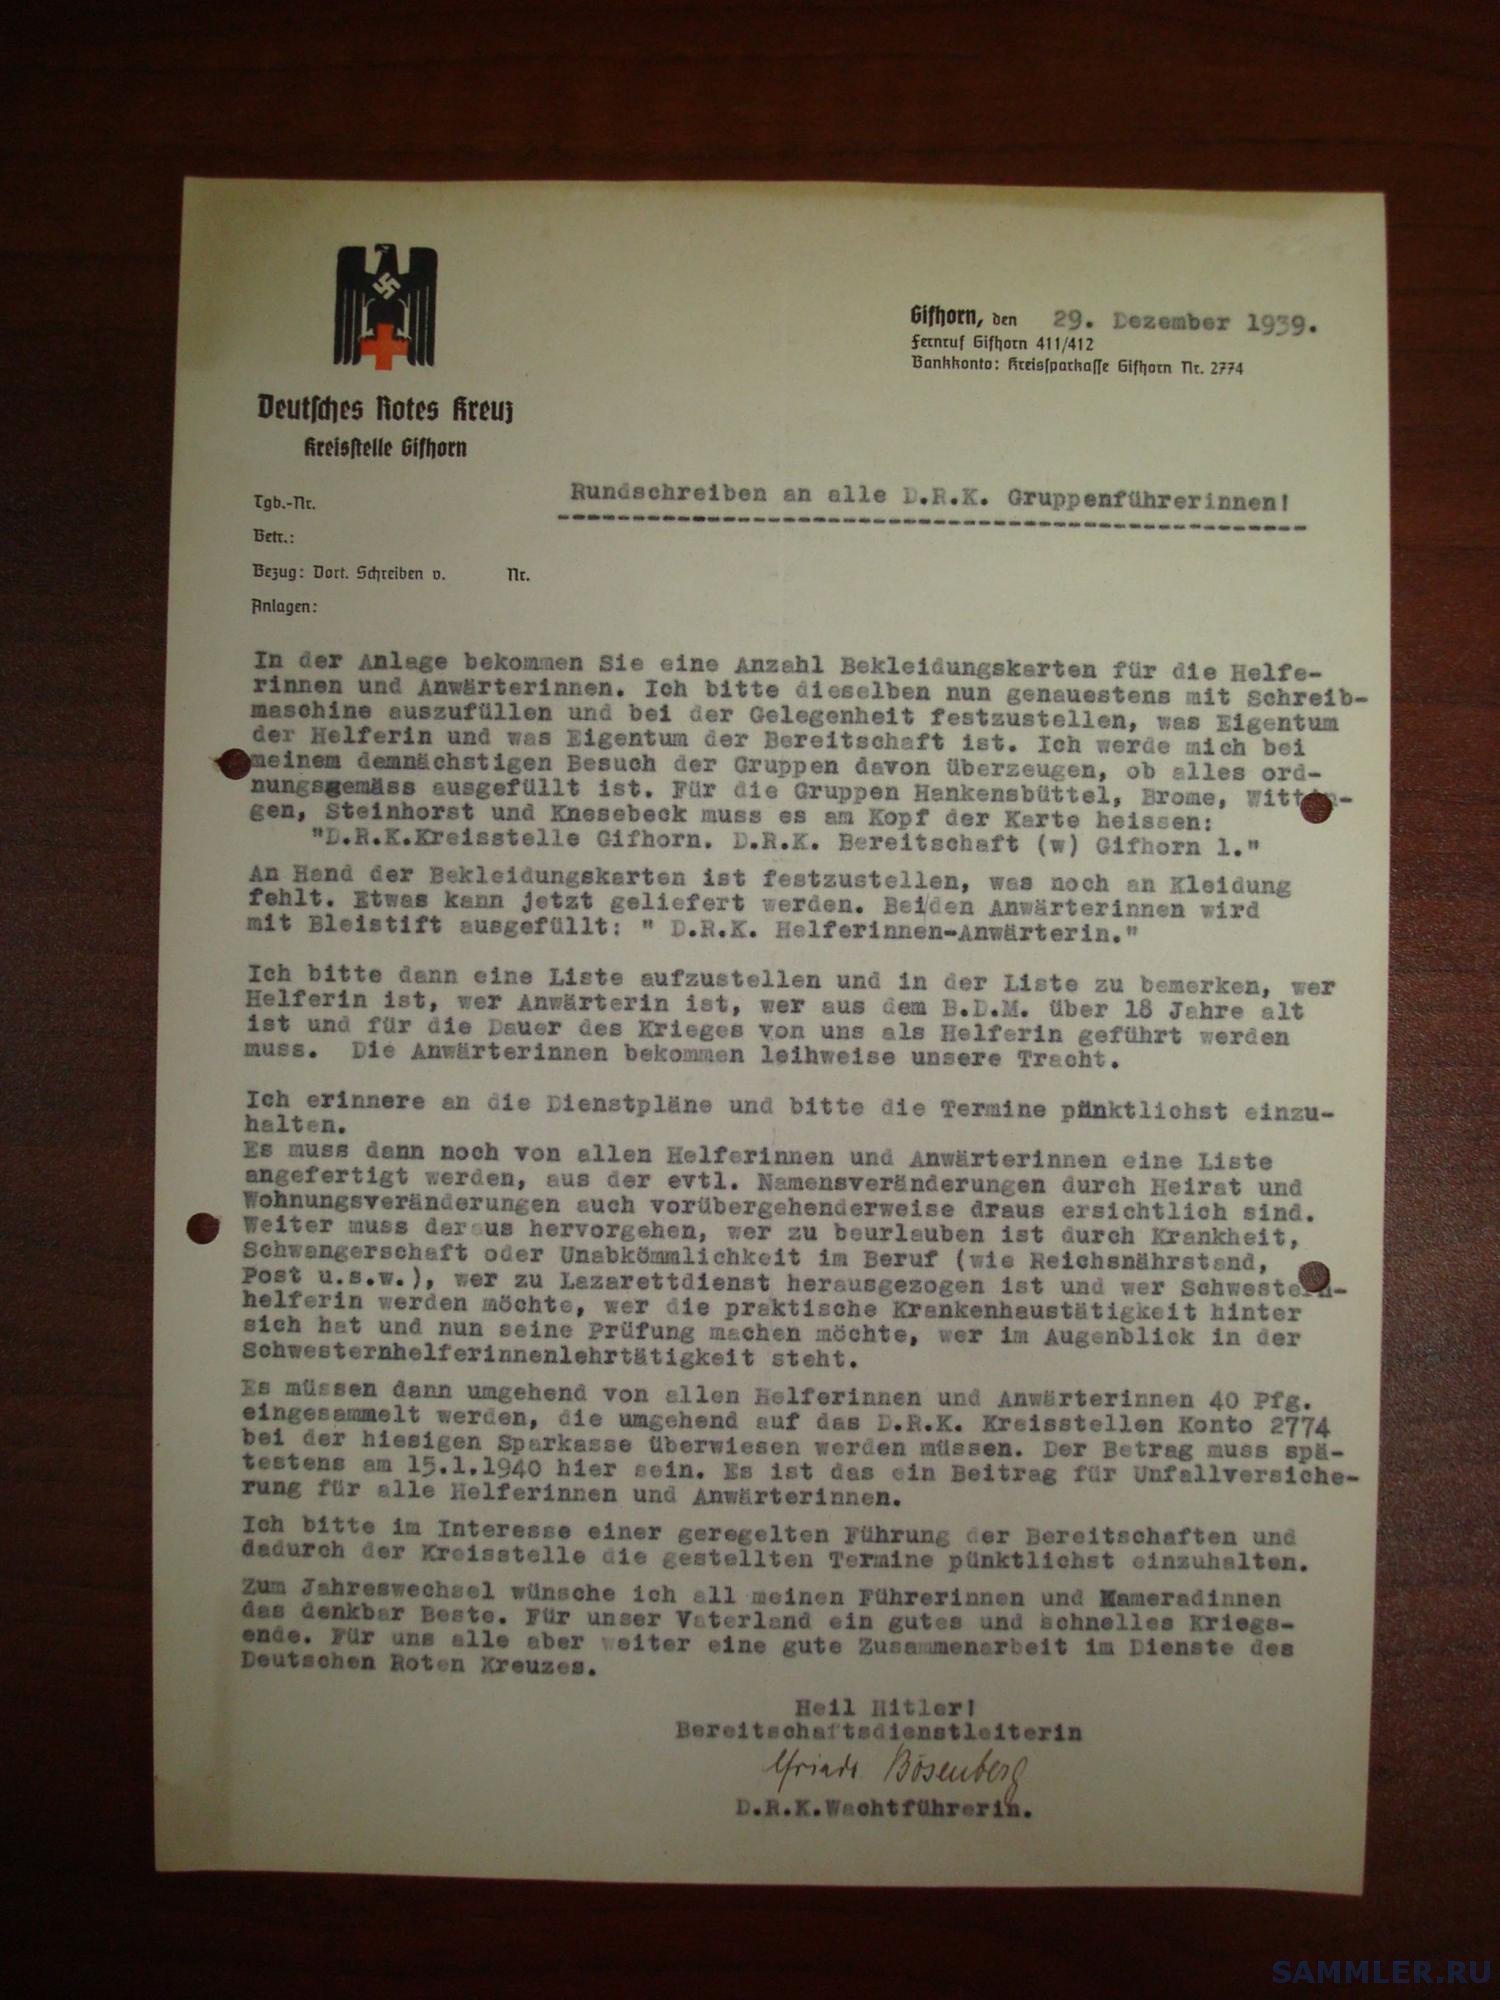 Gifhorn, den 29. Dezember 1939.
Fernruf Gifhorn 411/412
Bankkonto: Kreissparkasse Gifhorn Nr. 2774
Deutsches Rotes Kreuz
Kreisstelle Gifhorn
Rundschreiben an alle D.R.K. Gruppenführerinnen!
Tgb.-Nr.
Betr.:
Bezug: Dort. Schreiben v. Nr.
Anlagen:
In der Anlage bekommen Sie eine Anzahl Bekleidungskarten für die Helfe-
rinnen und Anwärterinnen. Ich bitte dieselben nun genauestens mit Schreib-
maschine auszufüllen und bei der Gelegenheit festzustellen, was Eigentum
der Helferin und was Eigentum der Bereitschaft ist. Ich werde mich bei
meinem demnächstigen Besuch der Gruppen davon überzeugen, ob alles ord-
nungsgemäss ausgefüllt ist. Für die Gruppen Hankensbüttel, Brome, Wittin-
gen, Steinhorst und Knesebeck muss es am Kopf der Karte heissen:
"D.R.K.Kreisstelle Gifhorn. D.R.K. Bereitschaft (w) Gifhorn 1."
An Hand der Bekleidungskarten ist festzustellen, was noch an Kleidung
fehlt. Etwas kann jetzt geliefert werden. Beiden Anwärterinnen wird
mit Bleistift ausgefüllt: " D.R.K. Helferinnen-Anwärterin."
Ich bitte dann eine Liste aufzustellen und in der Liste zu bemerken, wer
Helferin ist, wer Anwärterin ist, wer aus dem B.D.M. über 18 Jahre alt
ist und für die Dauer des Krieges von uns als Helferin geführt werden
muss. Die Anwärterinnen bekommen leihweise unsere Tracht.
Ich erinnere an die Dienstpläne und bitte die Termine pünktlichst einzu-
halten.
Es muss dann noch von allen Helferinnen und Anwärterinnen eine Liste
angefertigt werden, aus der evtl. Namensveränderungen durch Heirat und
Wohnungsveränderungen auch vorübergehenderweise draus ersichtlich sind.
Weiter muss daraus hervorgehen, wer zu beurlauben ist durch Krankheit,
Schwangerschaft oder Unabkömmlichkeit im Beruf (wie Reichsnährstand,
Post u.s.w.), wer zu Lazarettdienst herausgezogen ist und wer Schwestern-
helferin werden möchte, wer die praktische Krankenhaustätigkeit hinter
sich hat und nun seine Prüfung machen möchte, wer im Augenblick in der
Schwesternhelferinnenlehrtätigkeit steht.
Es müssen dann umgehend von allen Helferinnen und Anwärterinnen 40 Pfg.
eingesammelt werden, die umgehend auf das D.R.K. Kreisstellen Konto 2774
bei der hiesigen Sparkasse überwiesen werden müssen. Der Betrag muss spä-
testens am 15.1.1940 hier sein. Es ist das ein Beitrag für Unfallversiche-
rung für alle Helferinnen und Anwärterinnen.
Ich bitte im Interesse einer geregelten Führung der Bereitschaften und
dadurch der Kreisstelle die gestellten Termine pünktlichst einzuhalten.
Zum Jahreswechsel wünsche ich all meinen Führerinnen und Kameradinnen
das denkbar Beste. Für unser Vaterland ein gutes und schnelles Kriegs-
ende. Für uns alle aber weiter eine gute Zusammenarbeit im Dienste des
Deutschen Roten Kreuzes.
Heil Hitler!
Bereitschaftsdienstleiterin
Bösenberg
D.R.K.Wachtführerin.
SAMMLER.RU